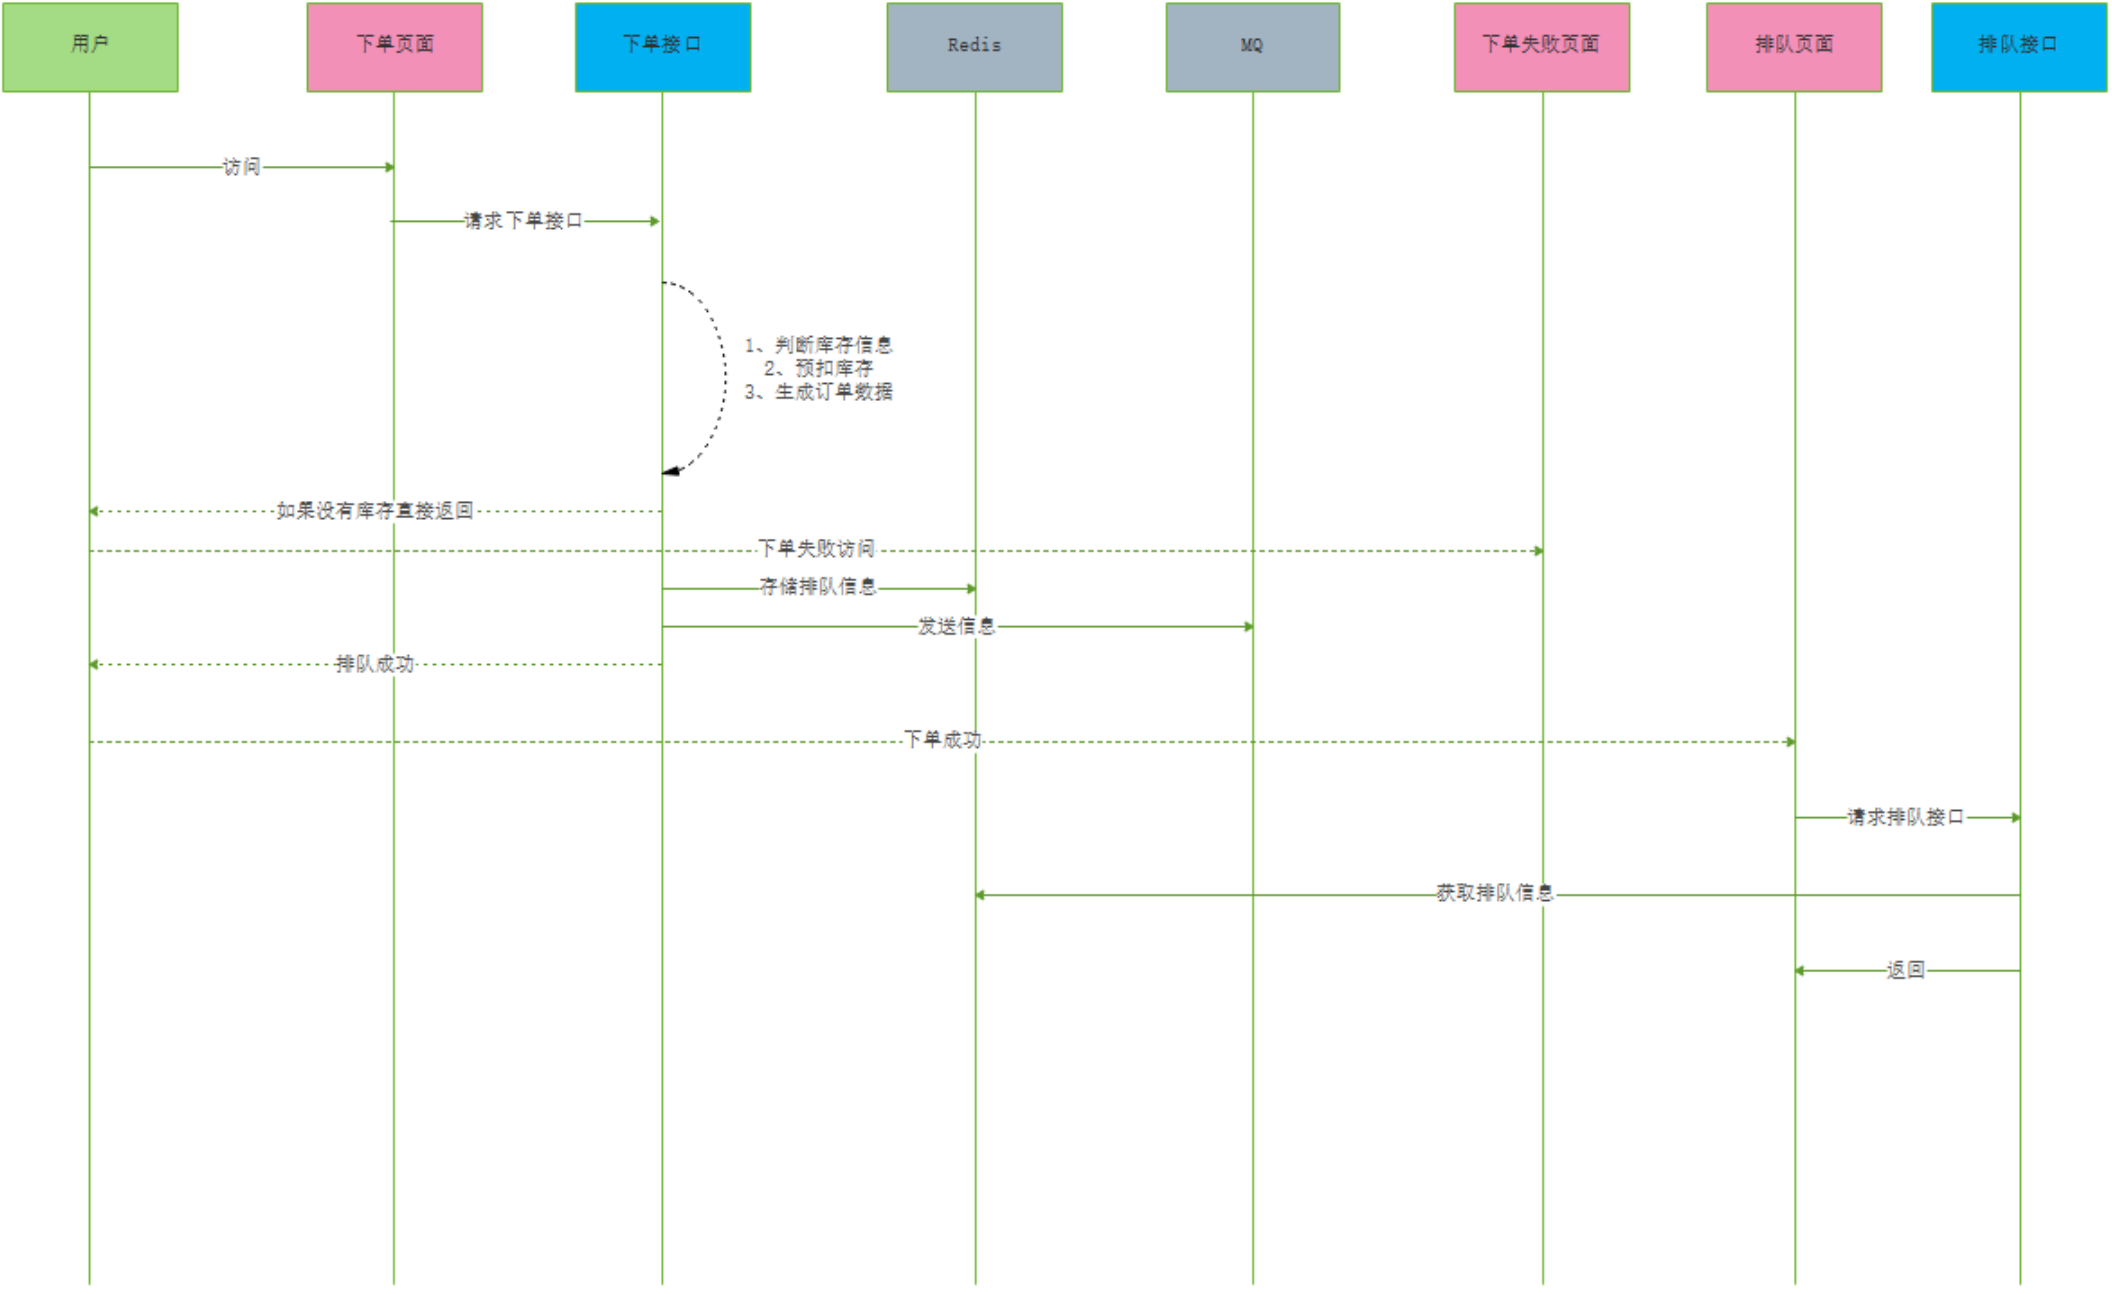 用户
下单页面
下单接口
Redis
MQ
下单失败页面
排队页面
排队接口
访问
请求下单接口
1、判断库存信息
2、预扣库存
3、生成订单数据
如果没有库存直接返回
下单失败访问
存储排队信息
发送信息
排队成功
下单成功
请求排队接口
获取排队信息
返回